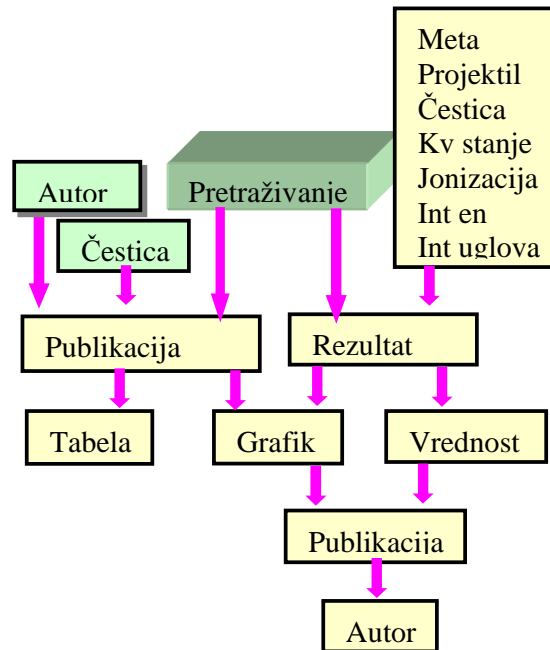 Meta
Projektil
Čestica
Kv stanje
Jonizacija
Int en
Int uglova
Autor
Pretraživanje
Čestica
Publikacija
Rezultat
Tabela
Grafik
Vrednost
Publikacija
Autor